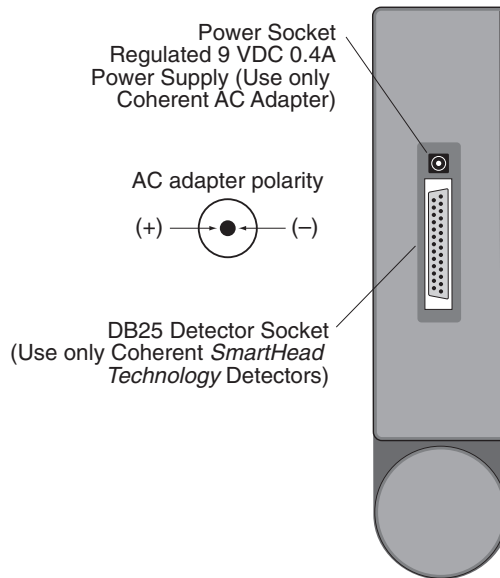 Power Socket
Regulated 9 VDC 0.4A
Power Supply (Use only
Coherent AC Adapter)
AC adapter polarity
(+)
(–)
DB25 Detector Socket
(Use only Coherent SmartHead
Technology Detectors)